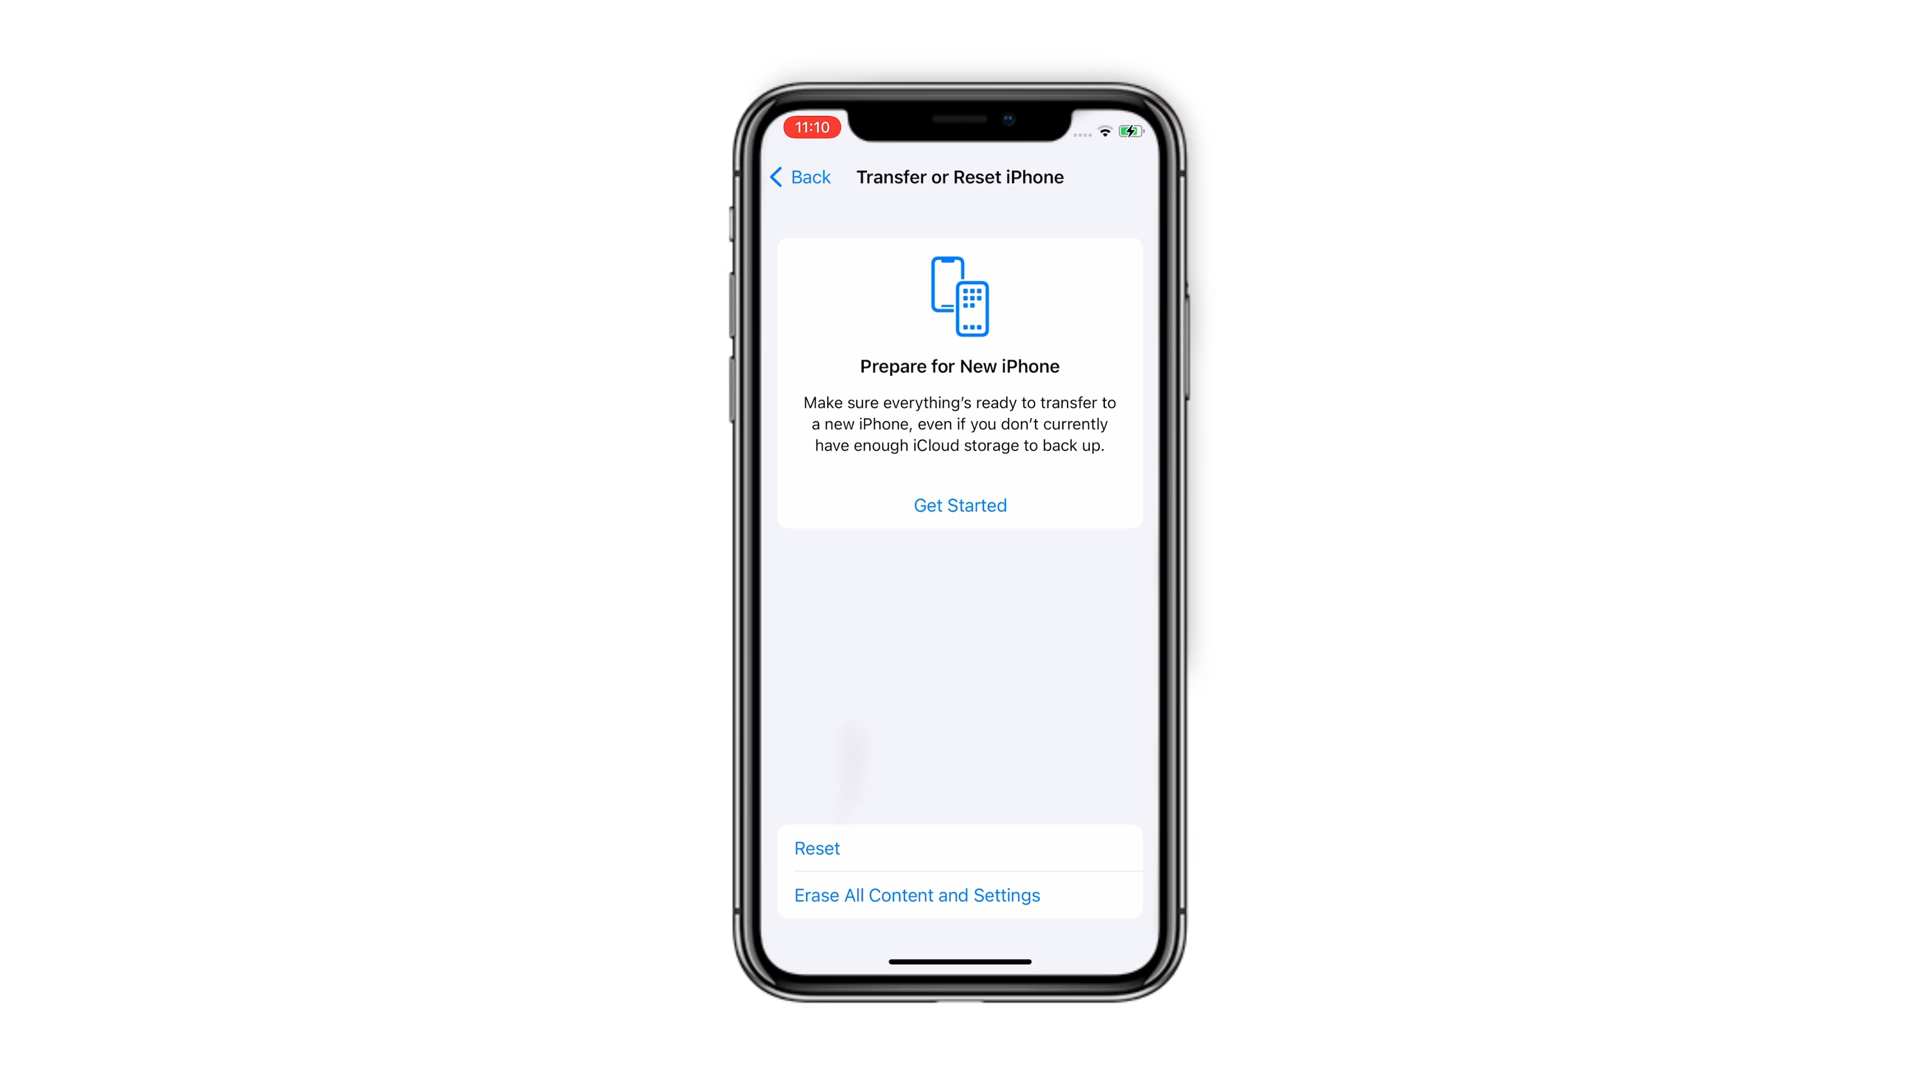 11:10
Back
Transfer or Reset iPhone
Prepare for New iPhone
Make sure everything’s ready to transfer to
a new iPhone, even if you don’t currently
have enough iCloud storage to back up.
Get Started
Reset
Erase All Content and Settings